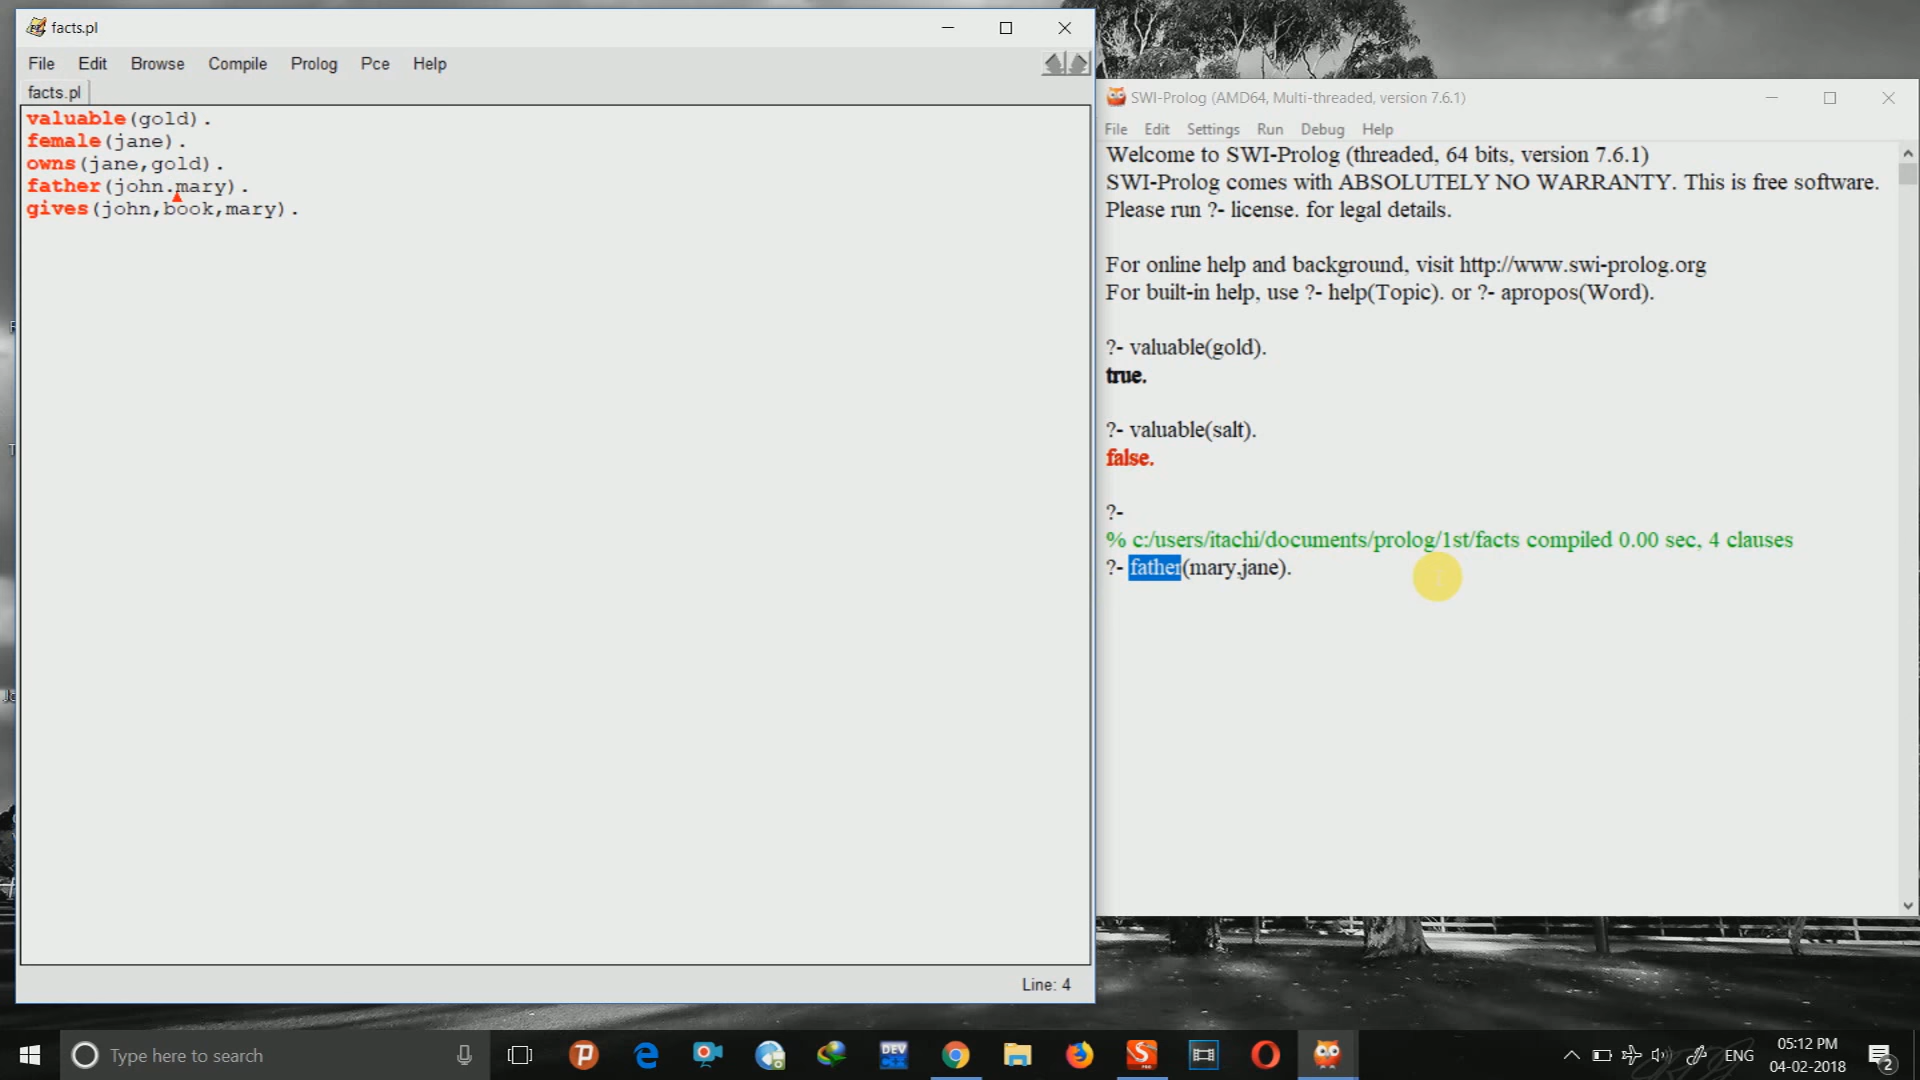 facts.pl
File Edit Browse Compile Prolog Pce Help
facts.pl
valuable(gold).
female(jane).
owns(jane,gold).
father(john.mary).
gives(john,book,mary).
Line: 4
SWI-Prolog (AMD64, Multi-threaded, version 7.6.1)
File Edit Settings Run Debug Help
Welcome to SWI-Prolog (threaded, 64 bits, version 7.6.1)
SWI-Prolog comes with ABSOLUTELY NO WARRANTY. This is free software.
Please run ?- license. for legal details.
For online help and background, visit http://www.swi-prolog.org
For built-in help, use ?- help(Topic). or ?- apropos(Word).
?- valuable(gold).
true.
?- valuable(salt).
false.
?-
% c:/users/itachi/documents/prolog/1st/facts compiled 0.00 sec, 4 clauses
?- father(mary,jane).
Type here to search
DEV
ENG
05:12 PM
04-02-2018
2